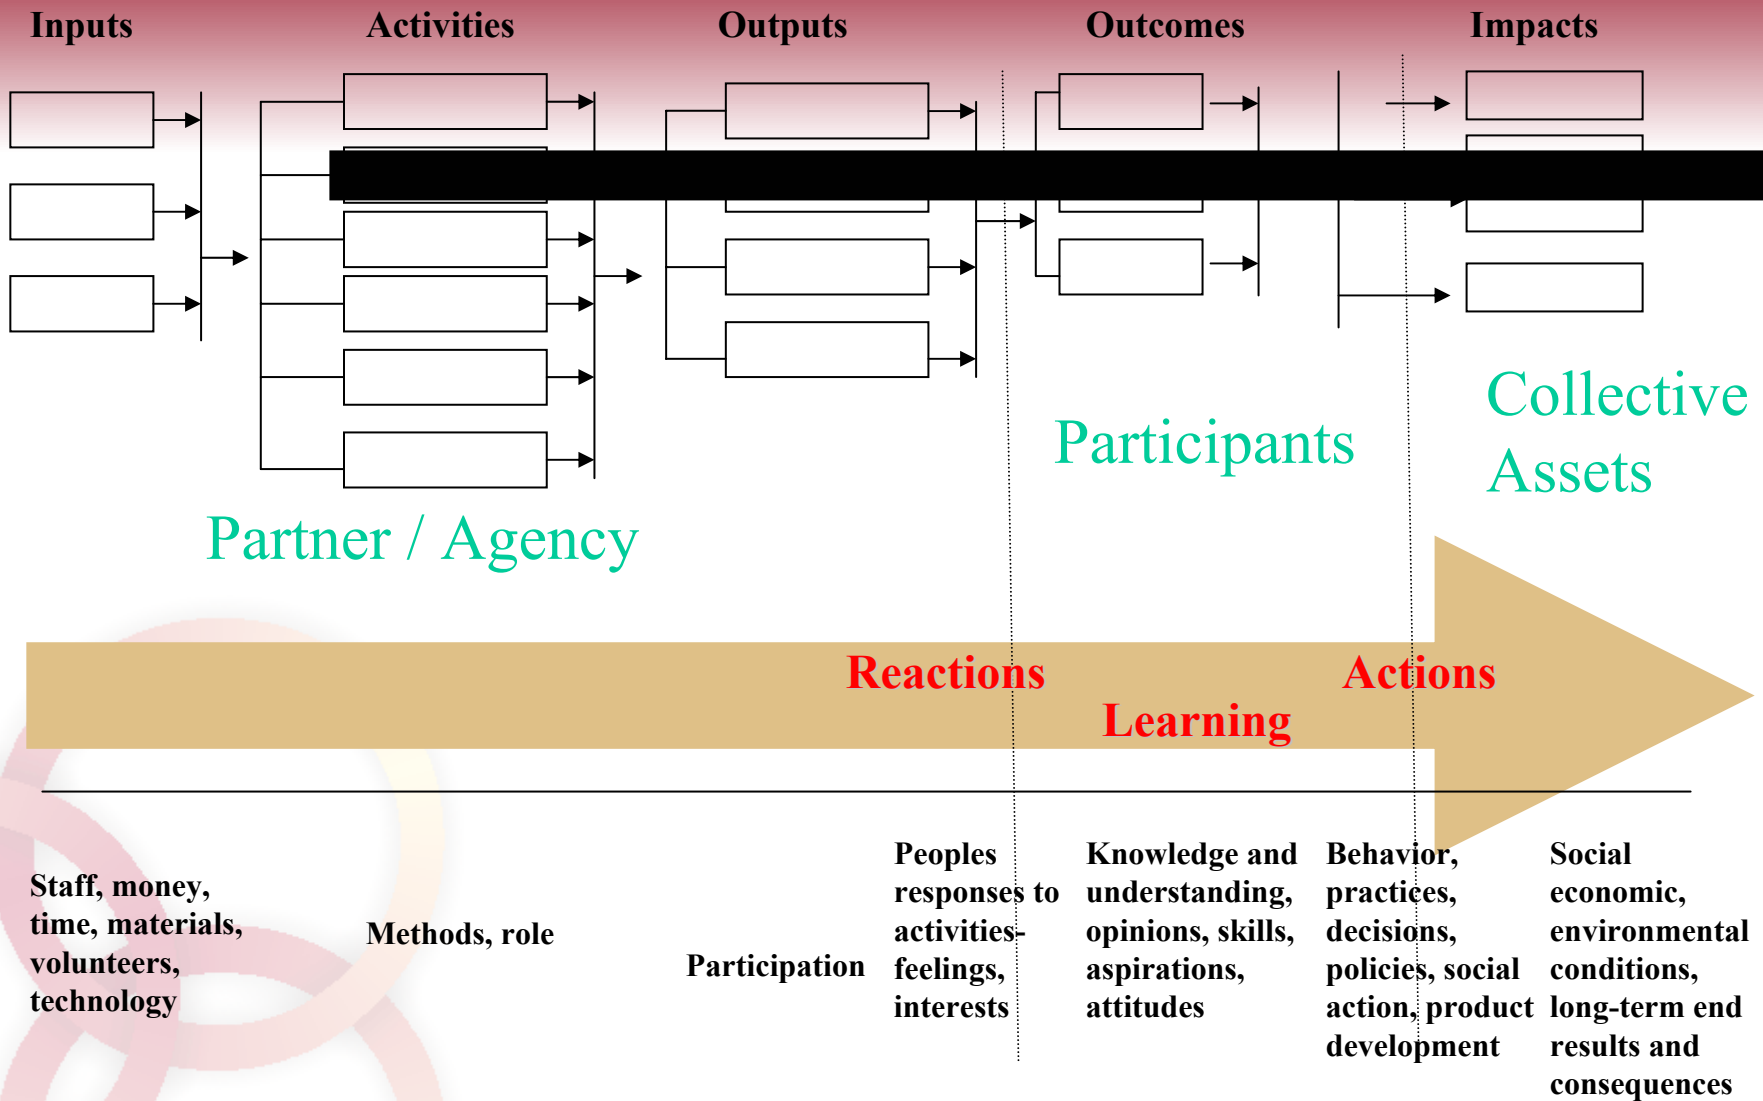 Inputs
Activities
Outputs
Outcomes
Impacts
Collective
Assets
Participants
Partner / Agency
Reactions
Learning
Actions
Staff, money,
time, materials,
volunteers,
technology
Methods, role
Participation
Peoples
responses to
activities-
feelings,
interests
Knowledge and
understanding,
opinions, skills,
aspirations,
attitudes
Behavior,
practices,
decisions,
policies, social
action, product
development
Social
economic,
environmental
conditions,
long-term end
results and
consequences